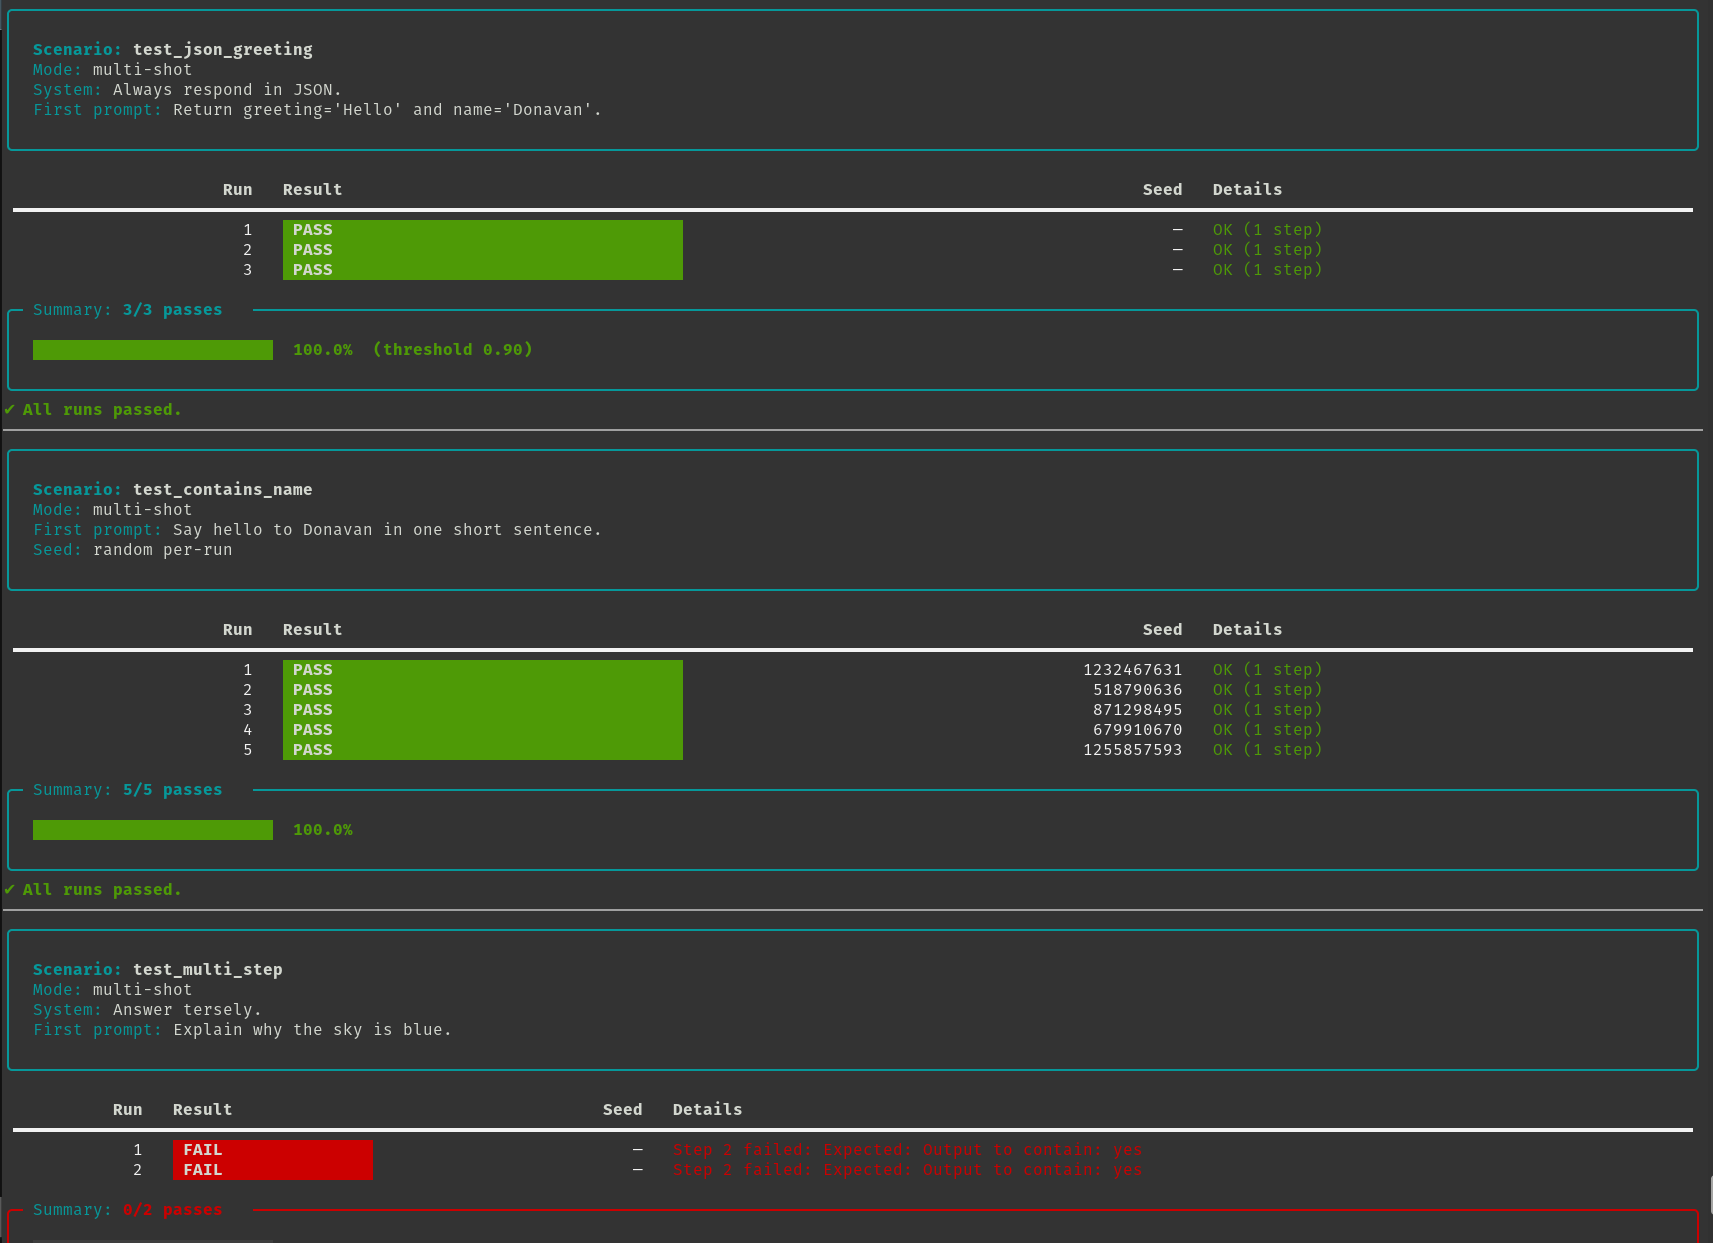 Scenario: test_json_greeting
Mode: multi-shot
System: Always respond in JSON.
First prompt: Return greeting='Hello' and name='Donavan'.
Run Result Seed Details
1 PASS — OK (1 step)
2 PASS — OK (1 step)
3 PASS — OK (1 step)
Summary: 3/3 passes
100.0% (threshold 0.90)
✔ All runs passed.
Scenario: test_contains_name
Mode: multi-shot
First prompt: Say hello to Donavan in one short sentence.
Seed: random per-run
Run Result Seed Details
1 PASS 1232467631 OK (1 step)
2 PASS 518790636 OK (1 step)
3 PASS 871298495 OK (1 step)
4 PASS 679910670 OK (1 step)
5 PASS 1255857593 OK (1 step)
Summary: 5/5 passes
100.0%
✔ All runs passed.
Scenario: test_multi_step
Mode: multi-shot
System: Answer tersely.
First prompt: Explain why the sky is blue.
Run Result Seed Details
1 FAIL — Step 2 failed: Expected: Output to contain: yes
2 FAIL — Step 2 failed: Expected: Output to contain: yes
Summary: 0/2 passes